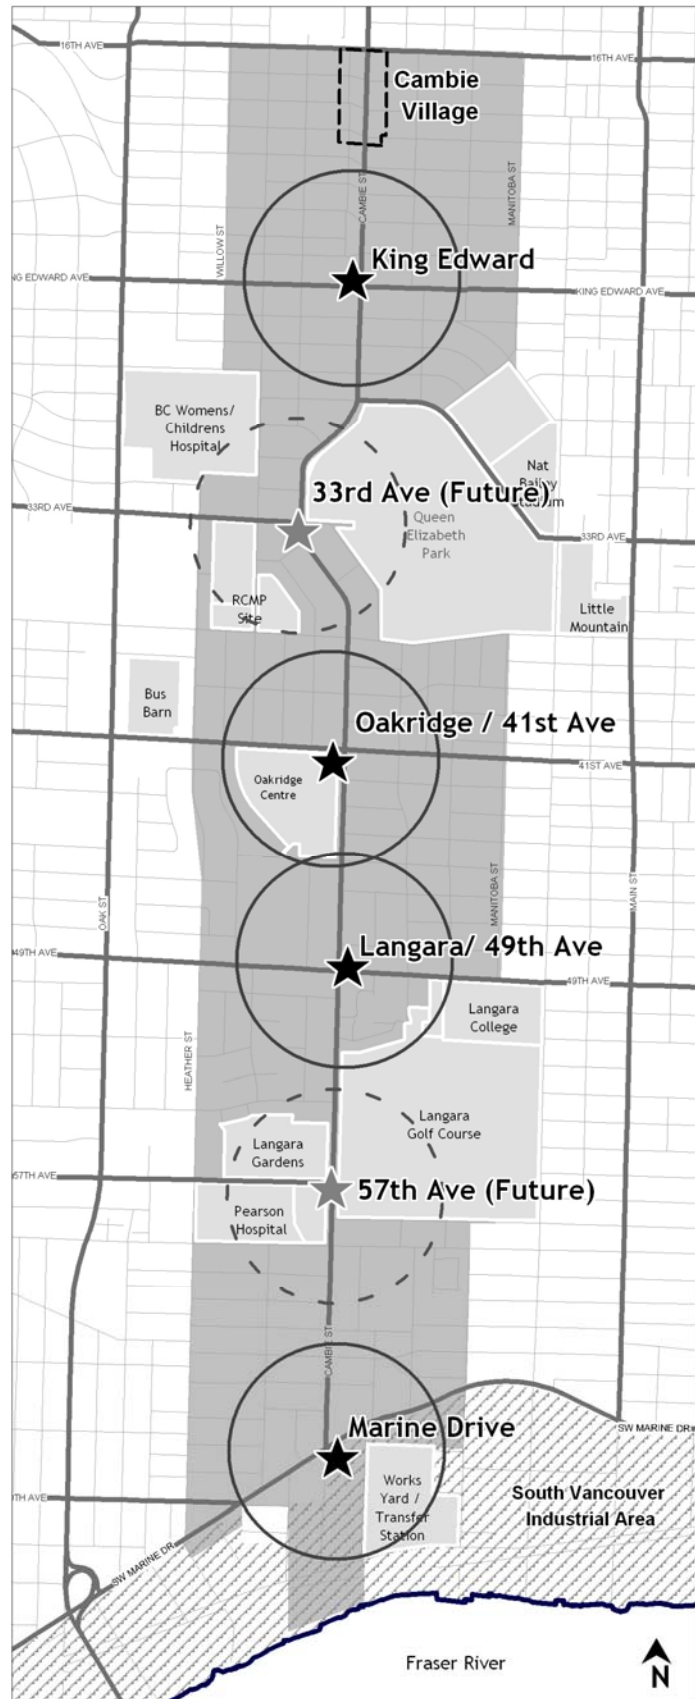 16TH AVE
16TH AVE
Cambie
Village
CAMBIE ST
MANITOBA ST
WILLOW ST
King Edward
NG EDWARD AVE
KING EDWARD AVE
BC Womens/
Childrens
Hospital
Nat
Bailey
Stadium
33rd Ave (Future)
33RD AVE
Queen
Elizabeth
Park
33RD AVE
RCMP
Site
Little
Mountain
Bus
Barn
Oakridge / 41st Ave
41ST AVE
Oakridge
Centre
MANITOBA ST
MAIN ST
OAK ST
Langara/ 49th Ave
49TH AVE
49TH AVE
Langara
College
HEATHER ST
Langara
Golf Course
Langara
Gardens
57TH AVE
57th Ave (Future)
Pearson
Hospital
CAMBIE ST
Marine Drive
SW MARINE DR
Works
Yard /
Transfer
Station
South Vancouver
Industrial Area
TH AVE
SW MARINE DR
Fraser River
N